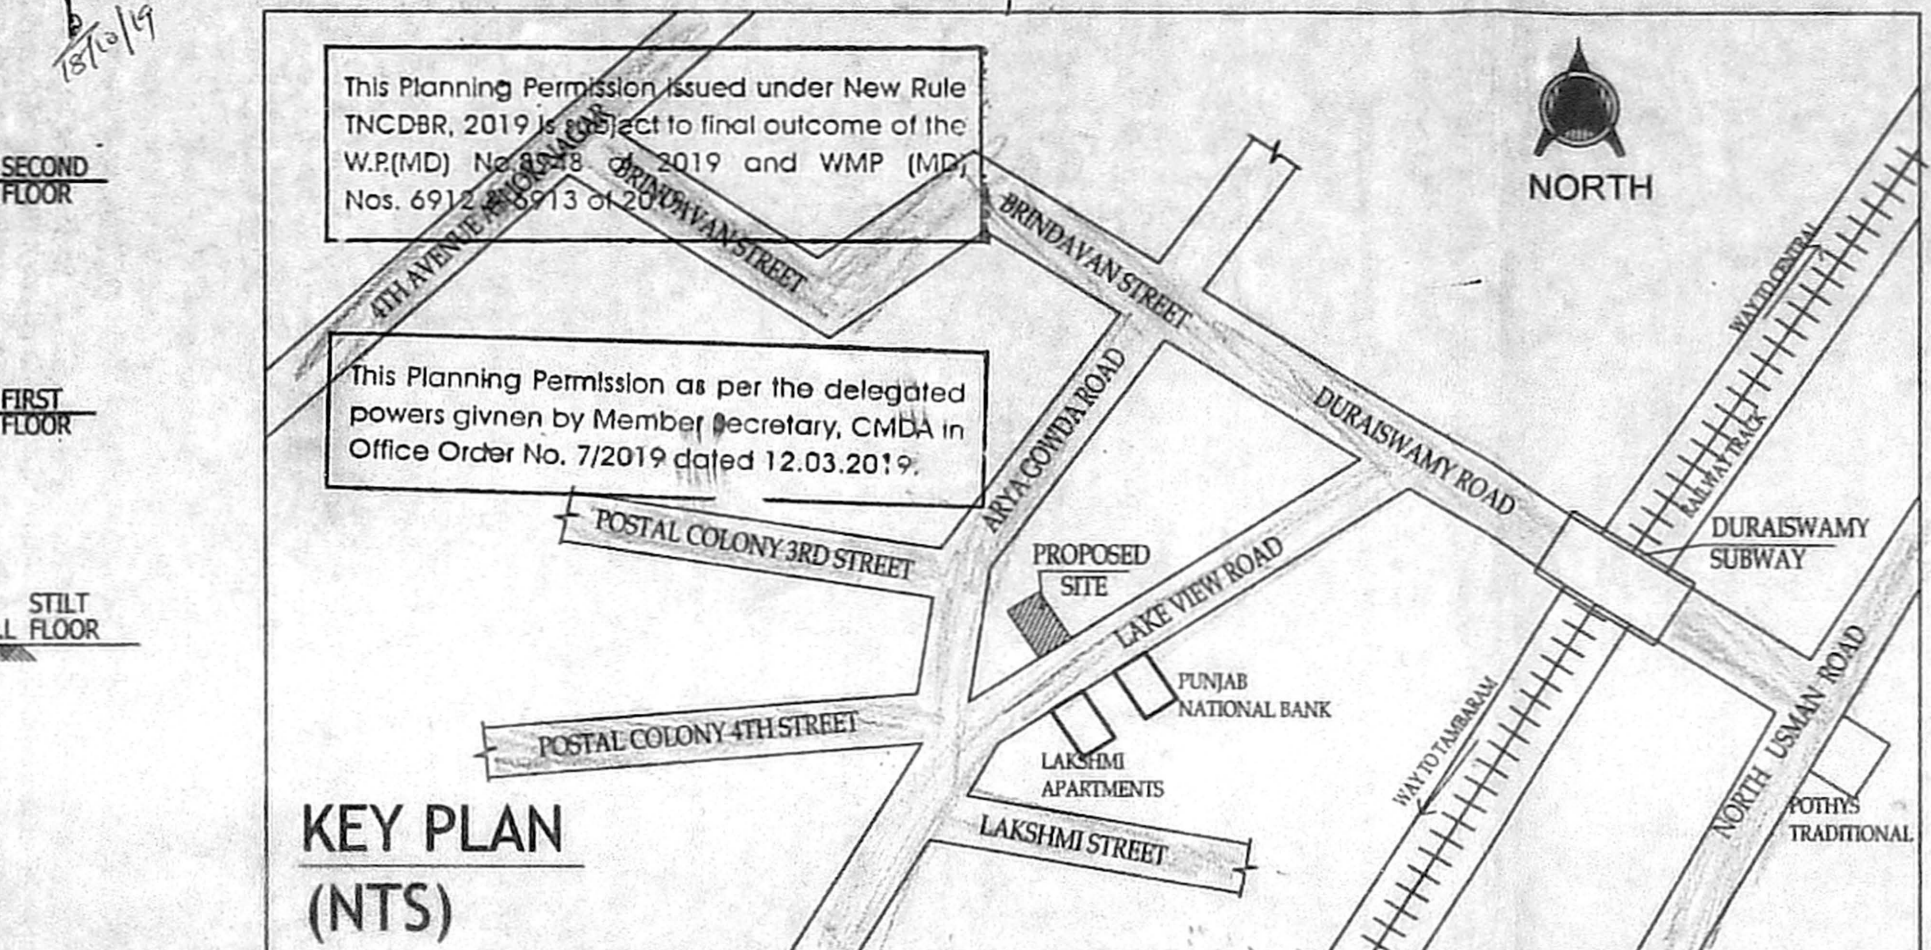 18/10/19
SECOND
FLOOR
FIRST
FLOOR
STILT
FLOOR
This Planning Permission issued under New Rule
TNCDBR, 2019 is subject to final outcome of the
W.P.(MD) No. of 2019 and WMP (MD)
Nos. 6912 & 6913 of
4TH AVENUE ASHOK NAGAR
BRINDAVAN STREET
BRINDAVAN STREET
NORTH
This Planning Permission as per the delegated
powers givnen by Member Secretary, CMDA in
Office Order No. 7/2019 dated 12.03.2019.
ARYA GOWDA ROAD
DURAISWAMY ROAD
WAY TO CENTRAL
RAILWAY TRACK
DURAISWAMY
SUBWAY
POSTAL COLONY 3RD STREET
PROPOSED
SITE
LAKE VIEW ROAD
PUNJAB
NATIONAL BANK
POSTAL COLONY 4TH STREET
LAKSHMI
APARTMENTS
LAKSHMI STREET
WAY TO TAMBARAM
NORTH USMAN ROAD
POTHYS
TRADITIONAL
KEY PLAN
(NTS)